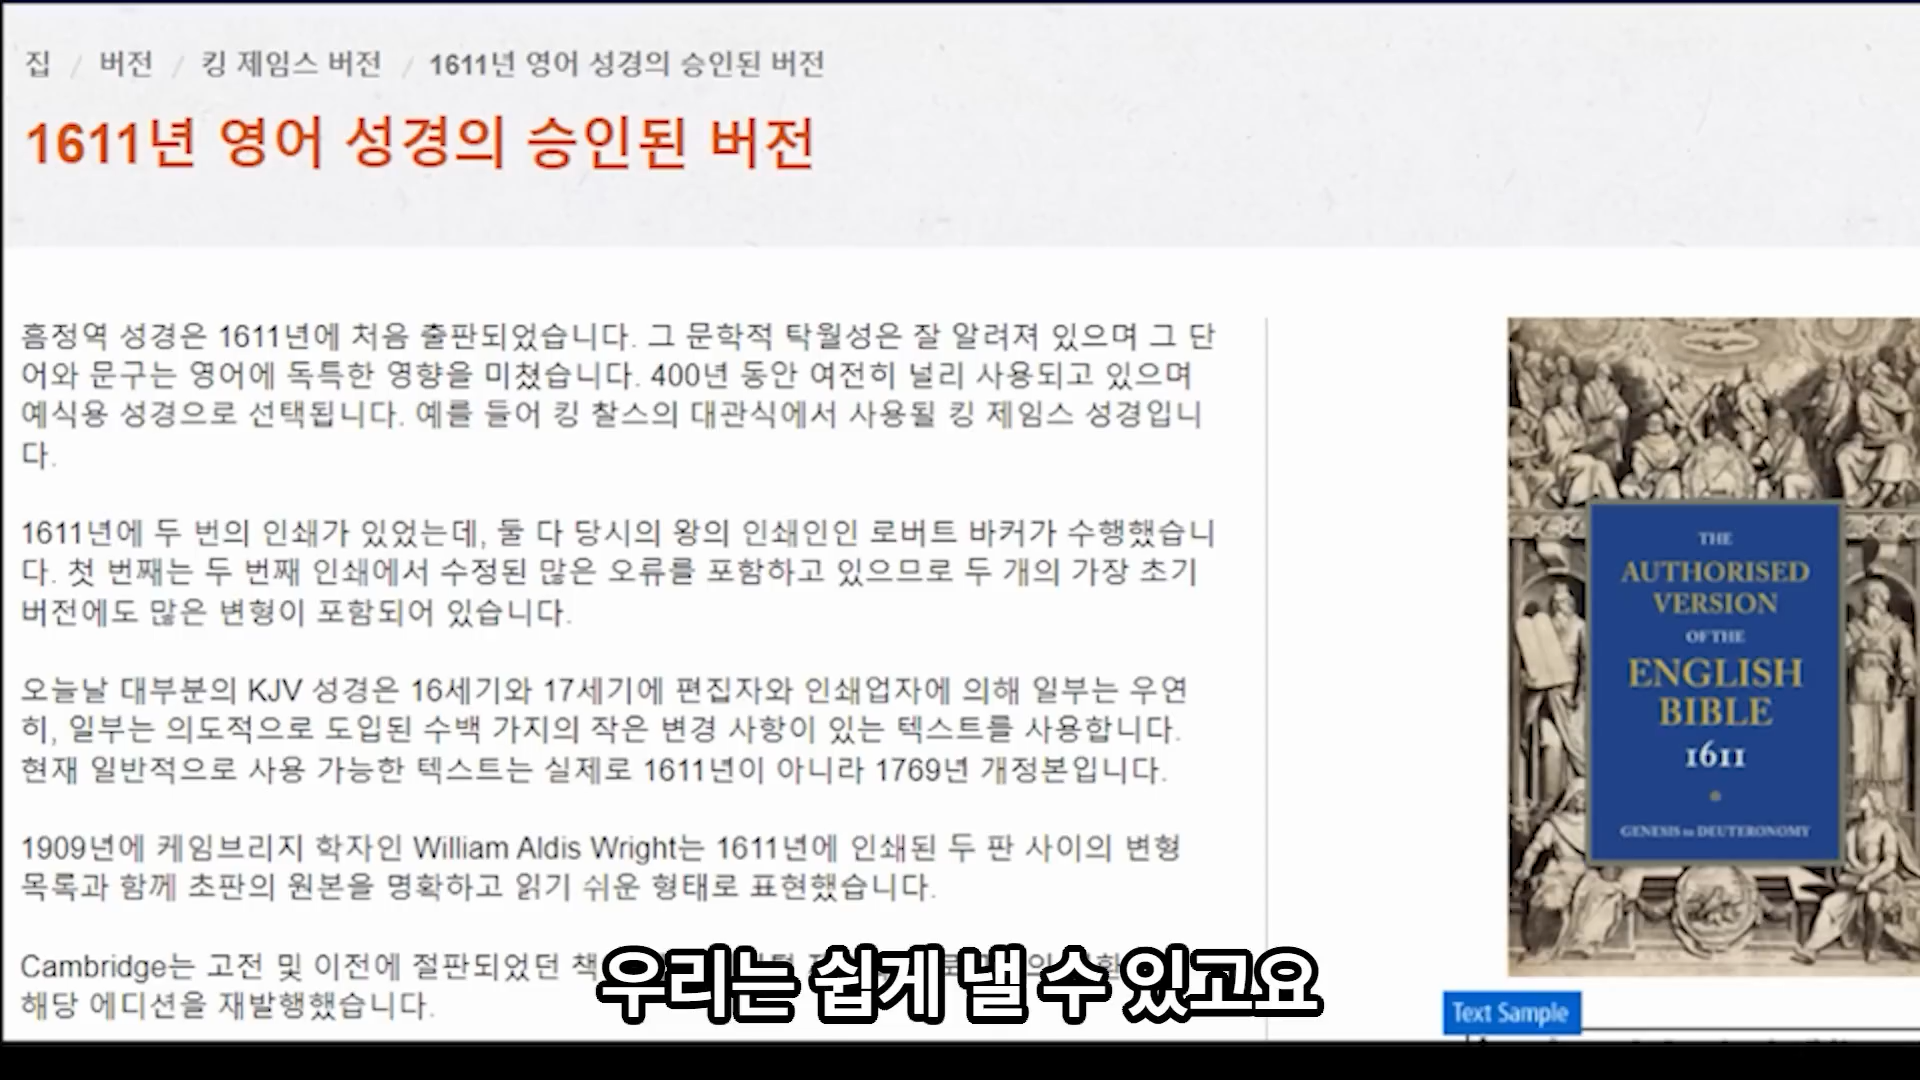 집 / 버전 / 킹 제임스 버전 / 1611년 영어 성경의 승인된 버전
1611년 영어 성경의 승인된 버전
흠정역 성경은 1611년에 처음 출판되었습니다. 그 문학적 탁월성은 잘 알려져 있으며 그 단
어와 문구는 영어에 독특한 영향을 미쳤습니다. 400년 동안 여전히 널리 사용되고 있으며
예식용 성경으로 선택됩니다. 예를 들어 킹 찰스의 대관식에서 사용될 킹 제임스 성경입니
다.
1611년에 두 번의 인쇄가 있었는데, 둘 다 당시의 왕의 인쇄인인 로버트 바커가 수행했습니
다. 첫 번째는 두 번째 인쇄에서 수정된 많은 오류를 포함하고 있으므로 두 개의 가장 초기
버전에도 많은 변형이 포함되어 있습니다.
오늘날 대부분의 KJV 성경은 16세기와 17세기에 편집자와 인쇄업자에 의해 일부는 우연
히, 일부는 의도적으로 도입된 수백 가지의 작은 변경 사항이 있는 텍스트를 사용합니다.
현재 일반적으로 사용 가능한 텍스트는 실제로 1611년이 아니라 1769년 개정본입니다.
1909년에 케임브리지 학자인 William Aldis Wright는 1611년에 인쇄된 두 판 사이의 변형
목록과 함께 초판의 원본을 명확하고 읽기 쉬운 형태로 표현했습니다.
Cambridge는 고전 및 이전에 절판되었던 책
해당 에디션을 재발행했습니다.
우리는 쉽게 낼 수 있고요
THE
AUTHORISED
VERSION
OF THE
ENGLISH
BIBLE
1611
GENESIS to DEUTERONOMY
Text Sample